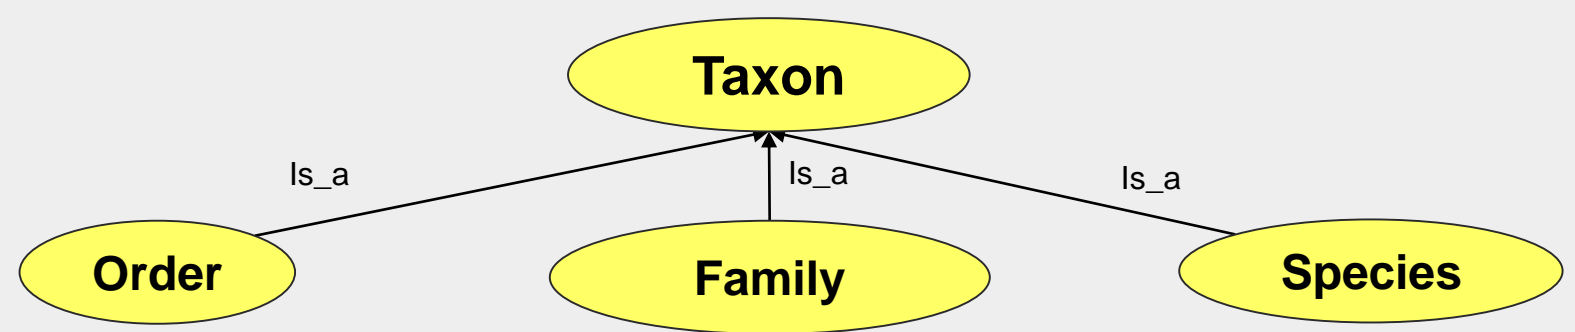 Taxon
Is_a
Is_a
Is_a
Order
Family
Species